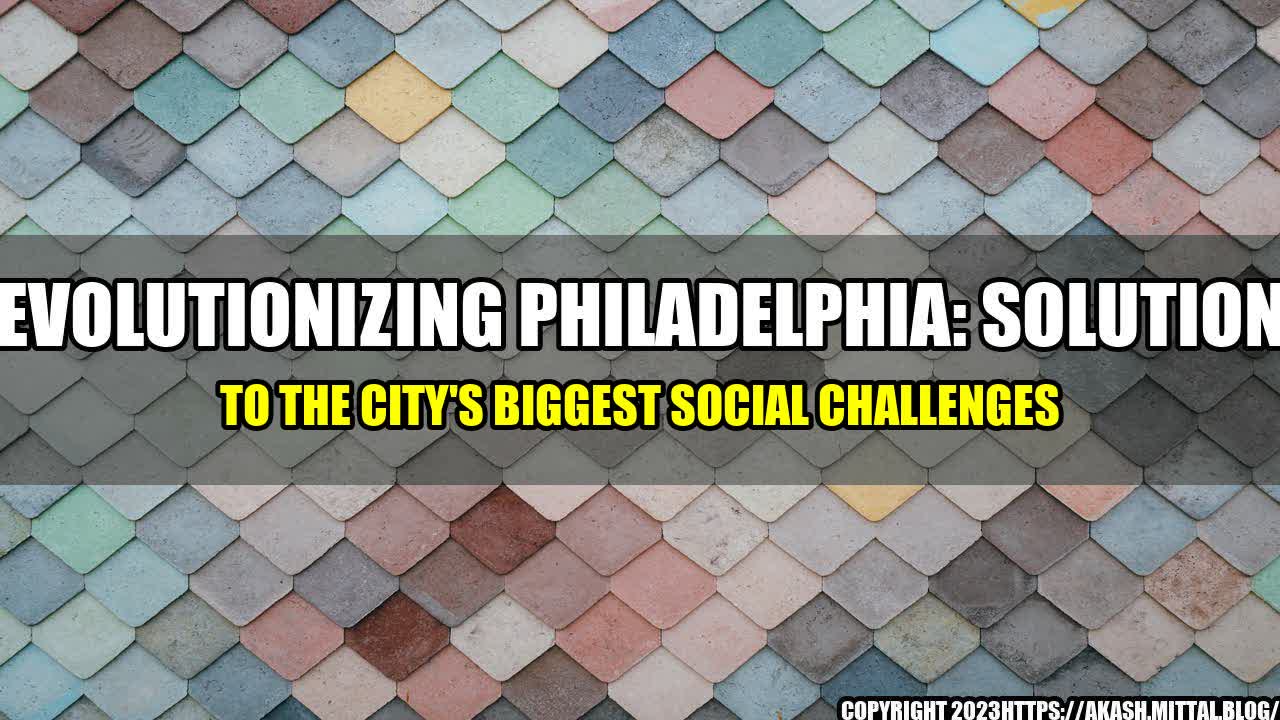 EVOLUTIONIZING PHILADELPHIA: SOLUTION
TO THE CITY'S BIGGEST SOCIAL CHALLENGES
COPYRIGHT 2023HTTPS://AKASH.MITTAL.BLOG/